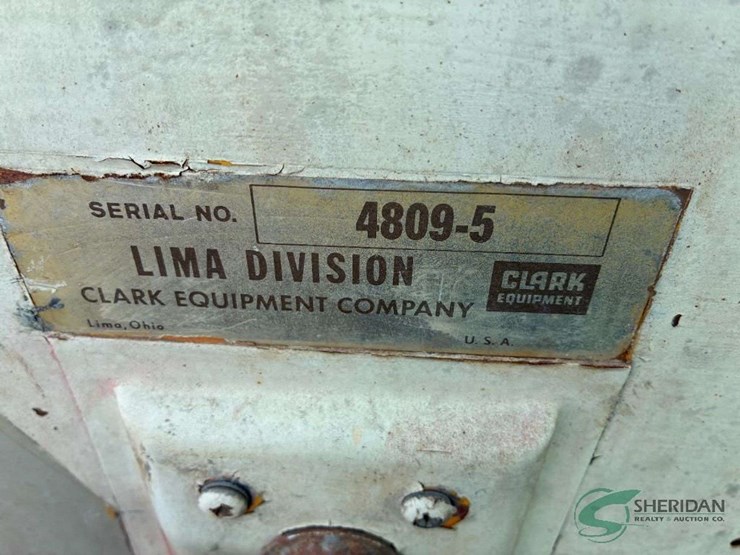 SERIAL NO. 4809-5
LIMA DIVISION
CLARK EQUIPMENT COMPANY
Lima, Ohio
U. S. A.
CLARK
EQUIPMENT
SHERIDAN
REALTY & AUCTION CO.